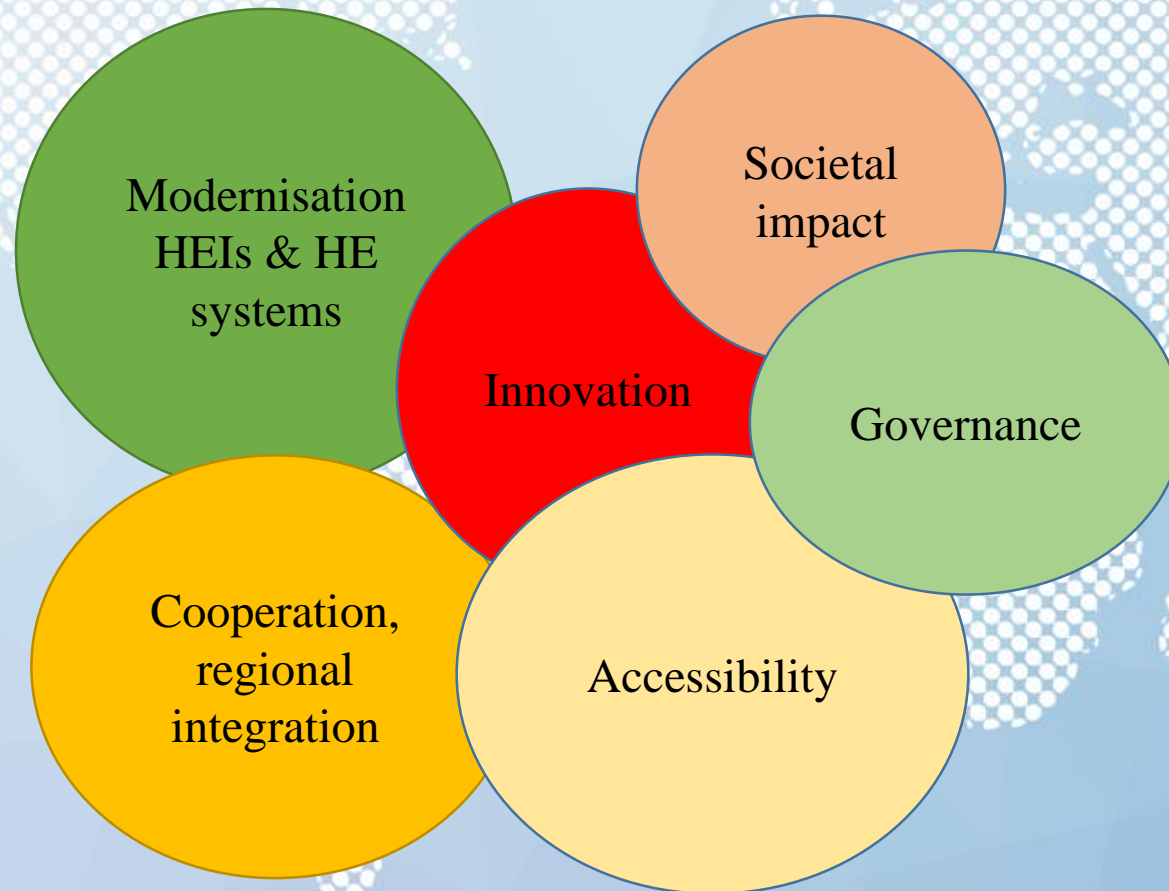 Modernisation
HEIs & HE
systems
Societal
impact
Innovation
Governance
Cooperation,
regional
integration
Accessibility